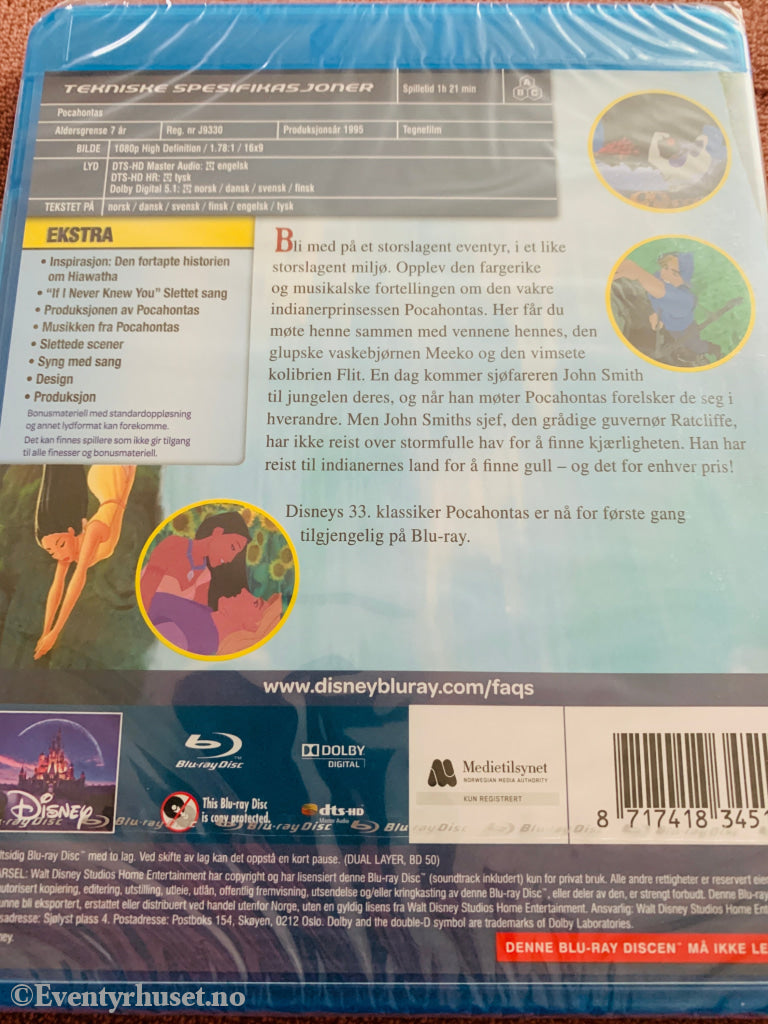 TEKNISKE SPESIFIKASJONER
Spilletid 1h 21 min
A
B C
Pocahontas
Aldersgrense 7 år
Reg. nr J9330
Produksjonsår 1995
Tegnefilm
BILDE
1080p High Definition / 1.78:1 / 16x9
LYD
DTS-HD Master Audio: engelsk
DTS-HD HR: tysk
Dolby Digital 5.1: norsk / dansk / svensk / finsk
TEKSTET PÅ
norsk / dansk / svensk / finsk / engelsk / tysk
EKSTRA
• Inspirasjon: Den fortapte historien
om Hiawatha
• “If I Never Knew You” Slettet sang
• Produksjonen av Pocahontas
• Musikken fra Pocahontas
• Slettede scener
• Syng med sang
• Design
• Produksjon
Bonusmateriell med standardoppløsning
og annet lydformat kan forekomme.
Det kan finnes spillere som ikke gir tilgang
til alle finesser og bonusmateriell.
Bli med på et storslagent eventyr, i et like
storslagent miljø. Opplev den fargerike
og musikalske fortellingen om den vakre
indianerprinsessen Pocahontas. Her får du
møte henne sammen med vennene hennes, den
glupske vaskebjørnen Meeko og den vimsete
kolibrien Flit. En dag kommer sjøfareren John Smith
til jungelen deres, og når han møter Pocahontas forelsker de seg i
hverandre. Men John Smiths sjef, den grådige guvernør Ratcliffe,
har ikke reist over stormfulle hav for å finne kjærligheten. Han har
reist til indianernes land for å finne gull – og det for enhver pris!
Disneys 33. klassiker Pocahontas er nå for første gang
tilgjengelig på Blu-ray.
www.disneybluray.com/faqs
DISNEY
Blu-ray Disc
This Blu-ray Disc
is copy protected.
DOLBY
DIGITAL
dts-HD
Master Audio
Medietilsynet
NORWEGIAN MEDIA AUTHORITY
KUN REGISTRERT
8 717418 3451
ltsidig Blu-ray Disc™ med to lag. Ved skifte av lag kan det oppstå en kort pause. (DUAL LAYER, BD 50)
ARSEL: Walt Disney Studios Home Entertainment har copyright og har lisensiert denne Blu-ray Disc™ (soundtrack inkludert) kun for privat bruk. Alle andre rettigheter er reservert eier
utorisert kopiering, editering, utstilling, utleie, utlån, offentlig fremvisning, utsendelse og/eller kringkasting av denne Blu-ray Disc™, eller deler av den, er strengt forbudt. Denne Blu-ray
unne bli eksportert, erstattet eller distribuert ved handel utenfor Norge, uten en gyldig lisens fra Walt Disney Studios Home Entertainment. Ansvarlig: Walt Disney Studios Home Ente
sadresse: Sjølyst plass 4. Postadresse: Postboks 154, Skøyen, 0212 Oslo. Dolby and the double-D symbol are trademarks of Dolby Laboratories.
ney.
DENNE BLU-RAY DISCEN™ MÅ IKKE LE
©Eventyrhuset.no